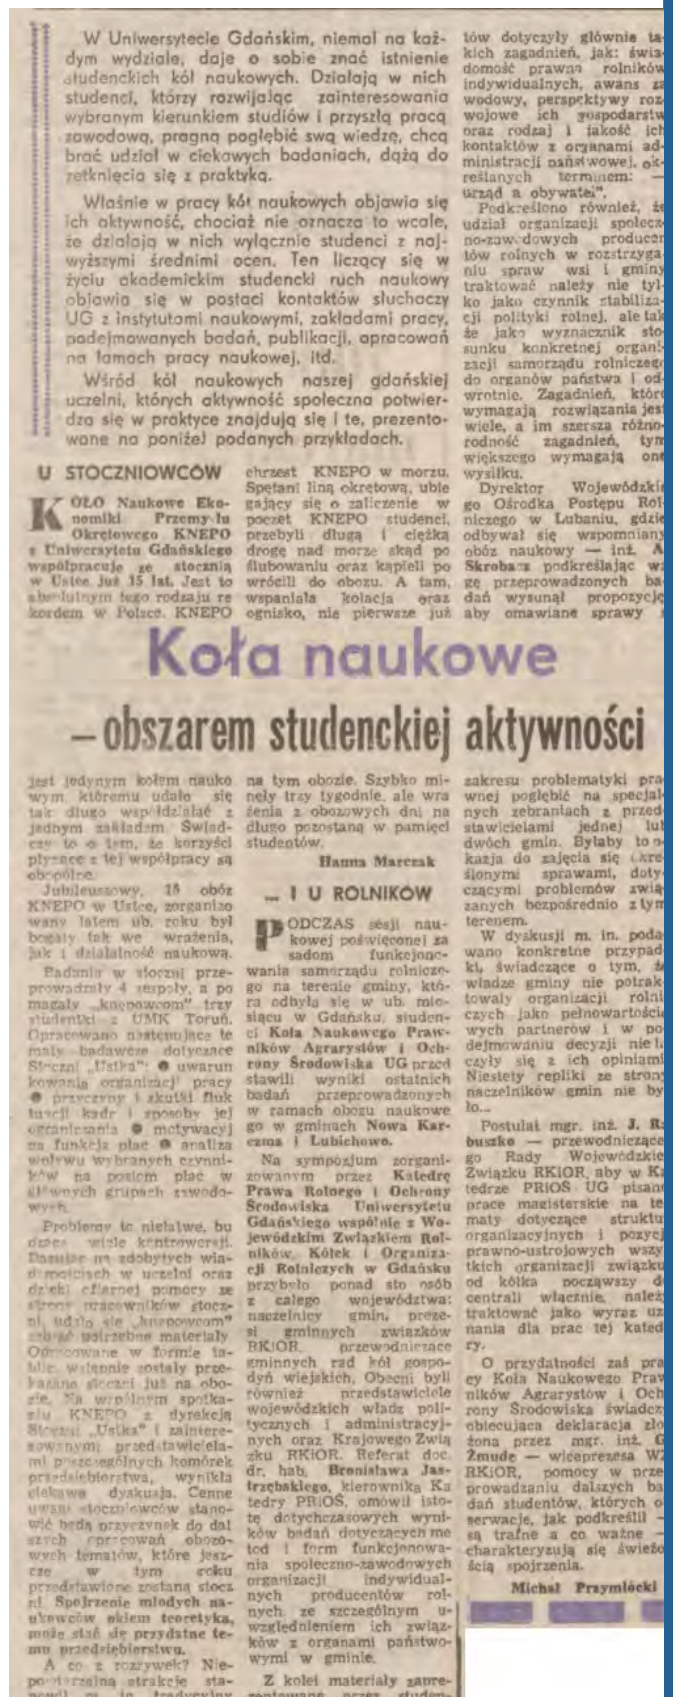 W Uniwersytecie Gdańskim, niemal na każ-
dym wydziale, daje o sobie znać istnienie
studenckich kół naukowych. Działają w nich
studenci, którzy rozwijając zainteresowania
wybranym kierunkiem studiów i przyszłą pracą
zawodową, pragną pogłębić swą wiedzę, chcą
brać udział w ciekawych badaniach, dążą do
zetknięcia się z praktyką.
Właśnie w pracy kół naukowych objawia się
ich aktywność, chociaż nie oznacza to wcale,
że działają w nich wyłącznie studenci z naj-
wyższymi średnimi ocen. Ten liczący się w
życiu akademickim studencki ruch naukowy
objawia się w postaci kontaktów słuchaczy
UG z instytutami naukowymi, zakładami pracy,
podejmowanych badań, publikacji, opracowań
na łamach pracy naukowej, itd.
Wśród kół naukowych naszej gdańskiej
uczelni, których aktywność społeczna potwier-
dza się w praktyce znajdują się i te, prezento-
wane na poniżej podanych przykładach.
Koła naukowe
– obszarem studenckiej aktywności
U STOCZNIOWCÓW
KOŁO Naukowe Eko-
nomiki Przemysłu
Okrętowego KNEPO
z Uniwersytetu Gdańskiego
współpracuje ze stocznią
w Ustce już 15 lat. Jest to
absolutnym tego rodzaju re
kordem w Polsce. KNEPO
jest jedynym kołem nauko
wym, któremu udało się
tak długo współdziałać z
jednym zakładem. Świad-
czy to o tem, że korzyści
płynące z tej współpracy są
obopólne.
Jubileuszowy, 15 obóz
KNEPO w Ustce, zorganizo
wany latem ub. roku był
bogaty tak we wrażenia,
jak i działalność naukową.
Badania w stoczni prze-
prowadzały 4 zespoły, a po
magały „knepowcom” trzy
studentki z UMK Toruń.
Opracowano następujące te
maty badawcze dotyczące
Stoczni „Ustka”: ● uwarun
kowania organizacji pracy
● przyczyny i skutki fluk
tuacji kadr i sposoby jej
ograniczania ● motywacyj
na funkcja płac ● analiza
wpływu wybranych czynni-
ków na poziom płac w
głównych grupach zawodo-
wych.
Problemy to niełatwe, bu
dzące wiele kontrowersji.
Bazując na zdobytych wia-
domościach w uczelni oraz
dzięki ofiarnej pomocy ze
strony pracowników stocz-
ni, udało się „knepowcom”
zebrać potrzebne materiały
Opracowane w formie ta-
blic, wstępnie zostały prze-
kazane stoczni już na obo-
zie. Na wspólnym spotka-
niu KNEPO z dyrekcją
Stoczni „Ustka” i zaintere-
sowanymi przedstawiciela-
mi poszczególnych komórek
przedsiębiorstwa, wynikła
ciekawa dyskusja. Cenne
uwagi stoczniowców stano-
wić będą przyczynek do dal
szych opracowań obozo-
wych tematów, które jesz-
cze w tym roku
przedstawione zostaną stocz
ni. Spojrzenie młodych na-
ukowców okiem teoretyka,
może stać się przydatne te-
mu przedsiębiorstwu.
A co z rozrywek? Nie-
powtarzalną atrakcję sta-
nowił m. in. tradycyjny
chrzest KNEPO w morzu.
Spętani liną okrętową, ubie
gający się o zaliczenie w
poczet KNEPO studenci,
przebyli długą i ciężką
drogę nad morze skąd po
ślubowaniu oraz kąpieli po
wrócili do obozu. A tam,
wspaniała kolacja oraz
ognisko, nie pierwsze już
na tym obozie. Szybko mi-
nęły trzy tygodnie, ale wra
żenia z obozowych dni na
długo pozostaną w pamięci
studentów.
Hanna Marczak
... I U ROLNIKÓW
PODCZAS sesji nau-
kowej poświęconej za
sadom funkcjono-
wania samorządu rolnicze-
go na terenie gminy, któ-
ra odbyła się w ub. mie-
siącu w Gdańsku, studen-
ci Koła Naukowego Praw-
ników Agrarystów i Och-
rony Środowiska UG przed
stawili wyniki ostatnich
badań przeprowadzonych
w ramach obozu naukowe
go w gminach Nowa Kar-
czma i Lubichowo.
Na sympozjum zorgani-
zowanym przez Katedrę
Prawa Rolnego i Ochrony
Środowiska Uniwersytetu
Gdańskiego wspólnie z Wo-
jewódzkim Związkiem Rol-
ników, Kółek i Organiza-
cji Rolniczych w Gdańsku
przybyło ponad sto osób
z całego województwa:
naczelnicy gmin, preze-
si gminnych związków
RKiOR, przewodniczące
gminnych rad kół gospo-
dyń wiejskich. Obecni byli
również przedstawiciele
wojewódzkich władz poli-
tycznych i administracyj-
nych oraz Krajowego Zwią
zku RKiOR. Referat doc.
dr. hab. Bronisława Jas-
trzębskiego, kierownika Ka
tedry PRiOŚ, omówił isto-
tę dotychczasowych wyni-
ków badań dotyczących me
tod i form funkcjonowa-
nia społeczno-zawodowych
organizacji indywidual-
nych producentów rol-
nych ze szczególnym u-
względnieniem ich związ-
ków z organami państwo-
wymi w gminie.
Z kolei materiały zapre-
zentowane przez studen-
tów dotyczyły głównie ta-
kich zagadnień, jak: świa-
domość prawna rolników
indywidualnych, awans za
wodowy, perspektywy roz-
wojowe ich gospodarstw
oraz rodzaj i jakość ich
kontaktów z organami ad-
ministracji państwowej, ok-
reślanych terminem: —
urząd a obywatel”.
Podkreślono również, że
udział organizacji społecz-
no-zawodowych producen
tów rolnych w rozstrzyga-
niu spraw wsi i gminy
traktować należy nie tyl-
ko jako czynnik stabiliza-
cji polityki rolnej, ale tak
że jako wyznacznik sto-
sunku konkretnej organi-
zacji samorządu rolniczego
do organów państwa i od-
wrotnie. Zagadnień, które
wymagają rozwiązania jest
wiele, a im szersza różno-
rodność zagadnień, tym
większego wymagają one
wysiłku.
Dyrektor Wojewódzkie
go Ośrodka Postępu Rol
niczego w Lubaniu, gdzie
odbywał się wspomniany
obóz naukowy — inż. A
Skrobacz podkreślając wa
gę przeprowadzonych ba-
dań wysunął propozycję,
aby omawiane sprawy
zakresu problematyki pra
wnej pogłębić na specjal
nych zebraniach z przed
stawicielami jednej lub
dwóch gmin. Byłaby to o-
kazja do zajęcia się okre
ślonymi sprawami, doty-
czącymi problemów zwią
zanych bezpośrednio z tym
terenem.
W dyskusji m. in. poda
wano konkretne przypad
ki, świadczące o tym, że
władze gminy nie potrak
towały organizacji rolni
czych jako pełnowartościo
wych partnerów i w po
dejmowaniu decyzji nie li
czyły się z ich opiniami
Niestety repliki ze strony
naczelników gmin nie by
ło...
Postulat mgr. inż. J. Ra
buszko — przewodniczące
go Rady Wojewódzkie
Związku RKiOR, aby w Ka
tedrze PRiOŚ UG pisane
prace magisterskie na te
maty dotyczące struktu
organizacyjnych i pozycj
prawno-ustrojowych wszy
tkich organizacji związku
od kółka począwszy d
centrali włącznie, należ
traktować jako wyraz uz
nania dla prac tej kated
ry.
O przydatności zaś pra
cy Koła Naukowego Praw
ników Agrarystów i Och
rony Środowiska świadcz
obiecująca deklaracja zło
żona przez mgr. inż. G
Żmudę — wiceprezesa WZ
RKiOR, pomocy w prze
prowadzaniu dalszych ba
dań studentów, których o
serwacje, jak podkreślił —
są trafne a co ważne —
charakteryzują się świeżo
ścią spojrzenia.
Michał Przymłócki